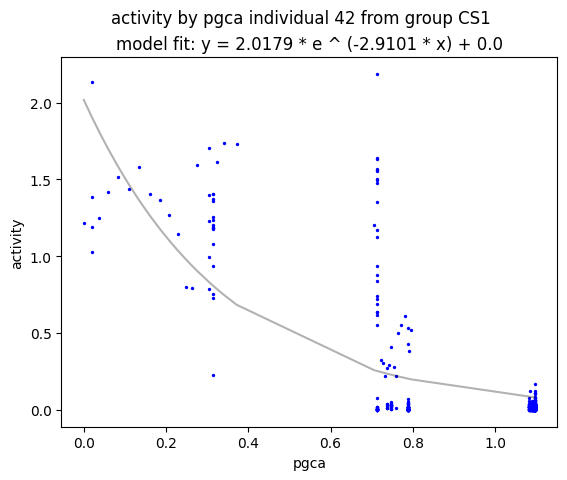 activity by pgca individual 42 from group CS1
model fit: y = 2.0179 * e ^ (-2.9101 * x) + 0.0
2.0
1.5
1.0
0.5
0.0
activity
0.0 0.2 0.4 0.6 0.8 1.0
pgca